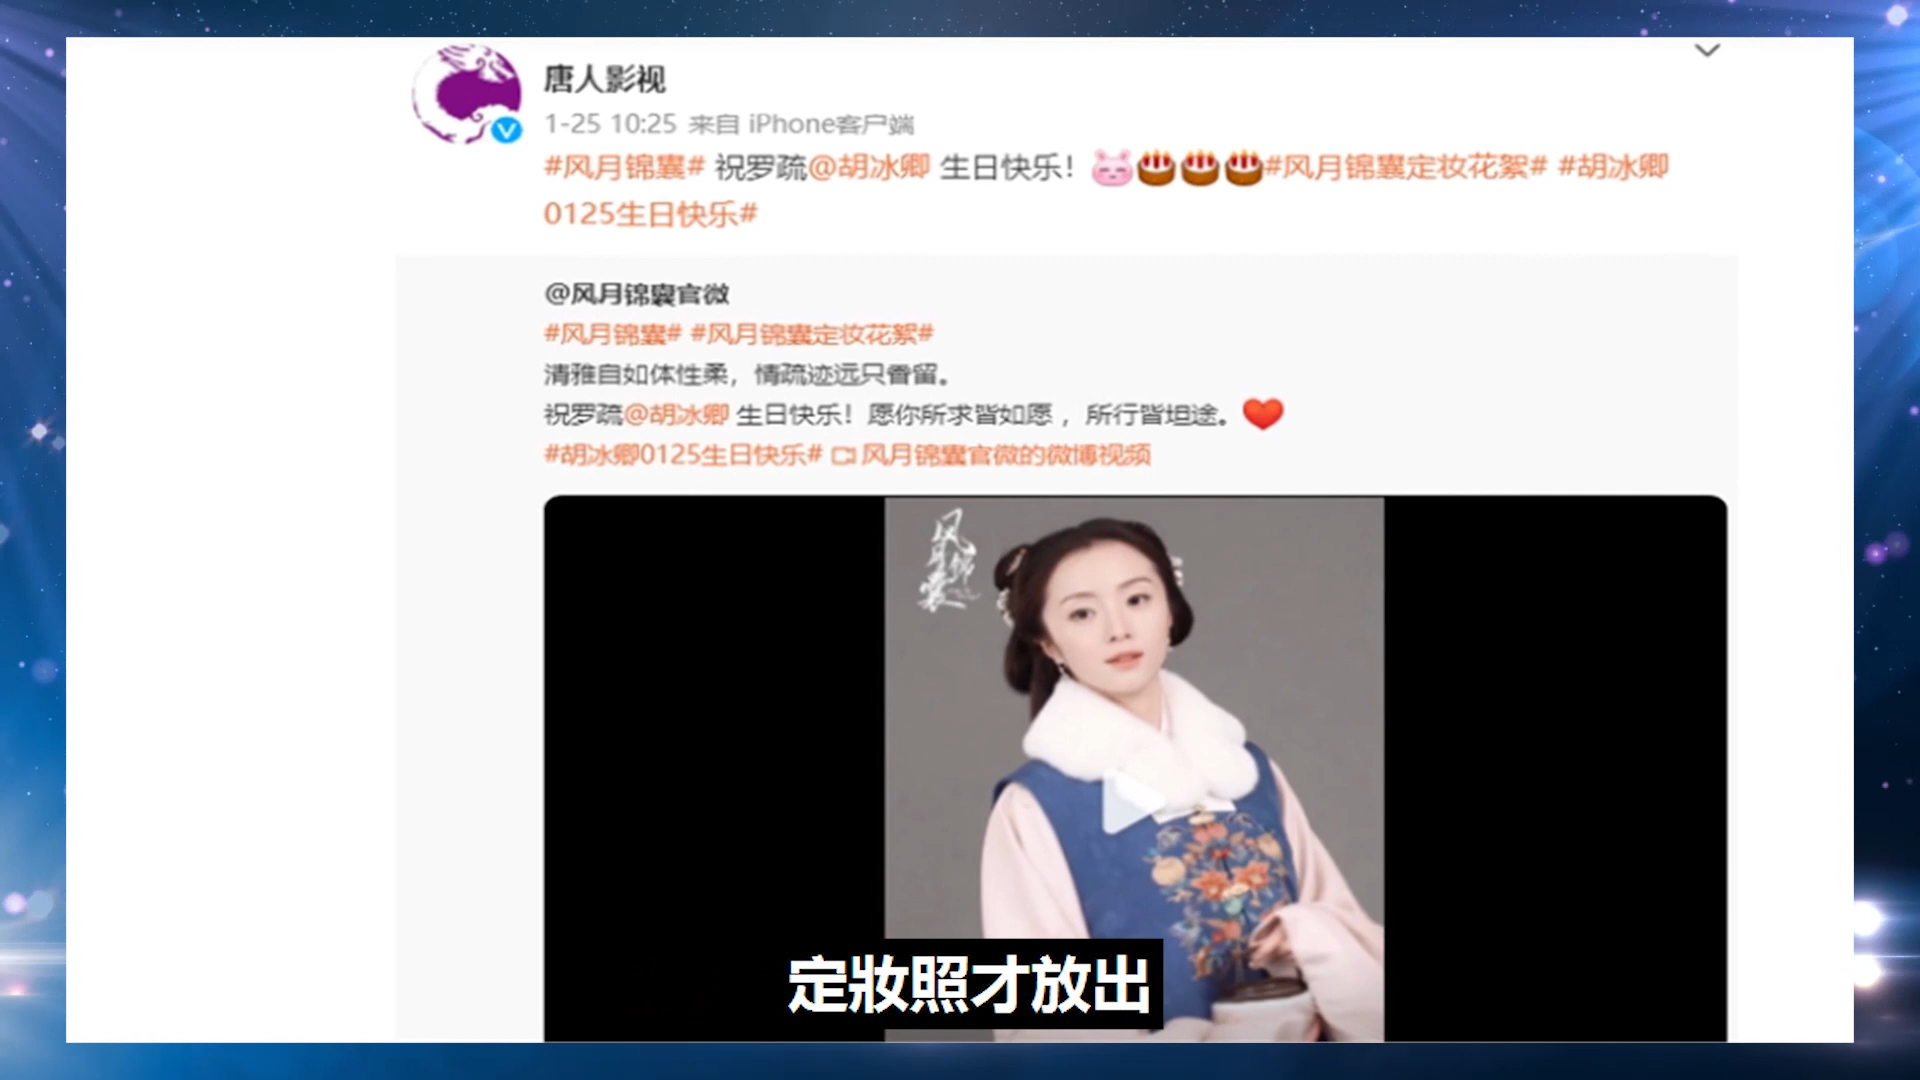 唐人影视
1-25 10:25 来自 iPhone客户端
#风月锦囊# 祝罗疏@胡冰卿 生日快乐！#风月锦囊定妆花絮# #胡冰卿
0125生日快乐#
@风月锦囊官微
#风月锦囊# #风月锦囊定妆花絮#
清雅自如体性柔，情疏迹远只香留。
祝罗疏@胡冰卿 生日快乐！愿你所求皆如愿，所行皆坦途。
#胡冰卿0125生日快乐# 风月锦囊官微的微博视频
风月锦囊
定妝照才放出